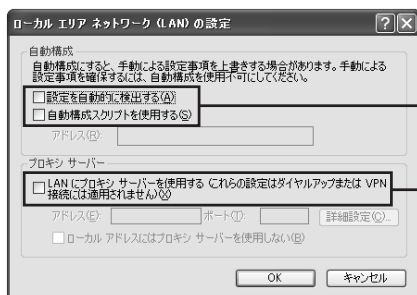 ローカル エリア ネットワーク (LAN) の設定
自動構成
自動構成にすると、手動による設定事項を上書きする場合があります。手動による
設定事項を確保するには、自動構成を使用不可にしてください。
設定を自動的に検出する(A)
自動構成スクリプトを使用する(S)
アドレス(R):
プロキシ サーバー
LAN にプロキシ サーバーを使用する (これらの設定はダイヤルアップまたは VPN
接続には適用されません)(X)
アドレス(E):
ポート(T):
詳細設定(C)...
ローカル アドレスにはプロキシ サーバーを使用しない(B)
OK
キャンセル